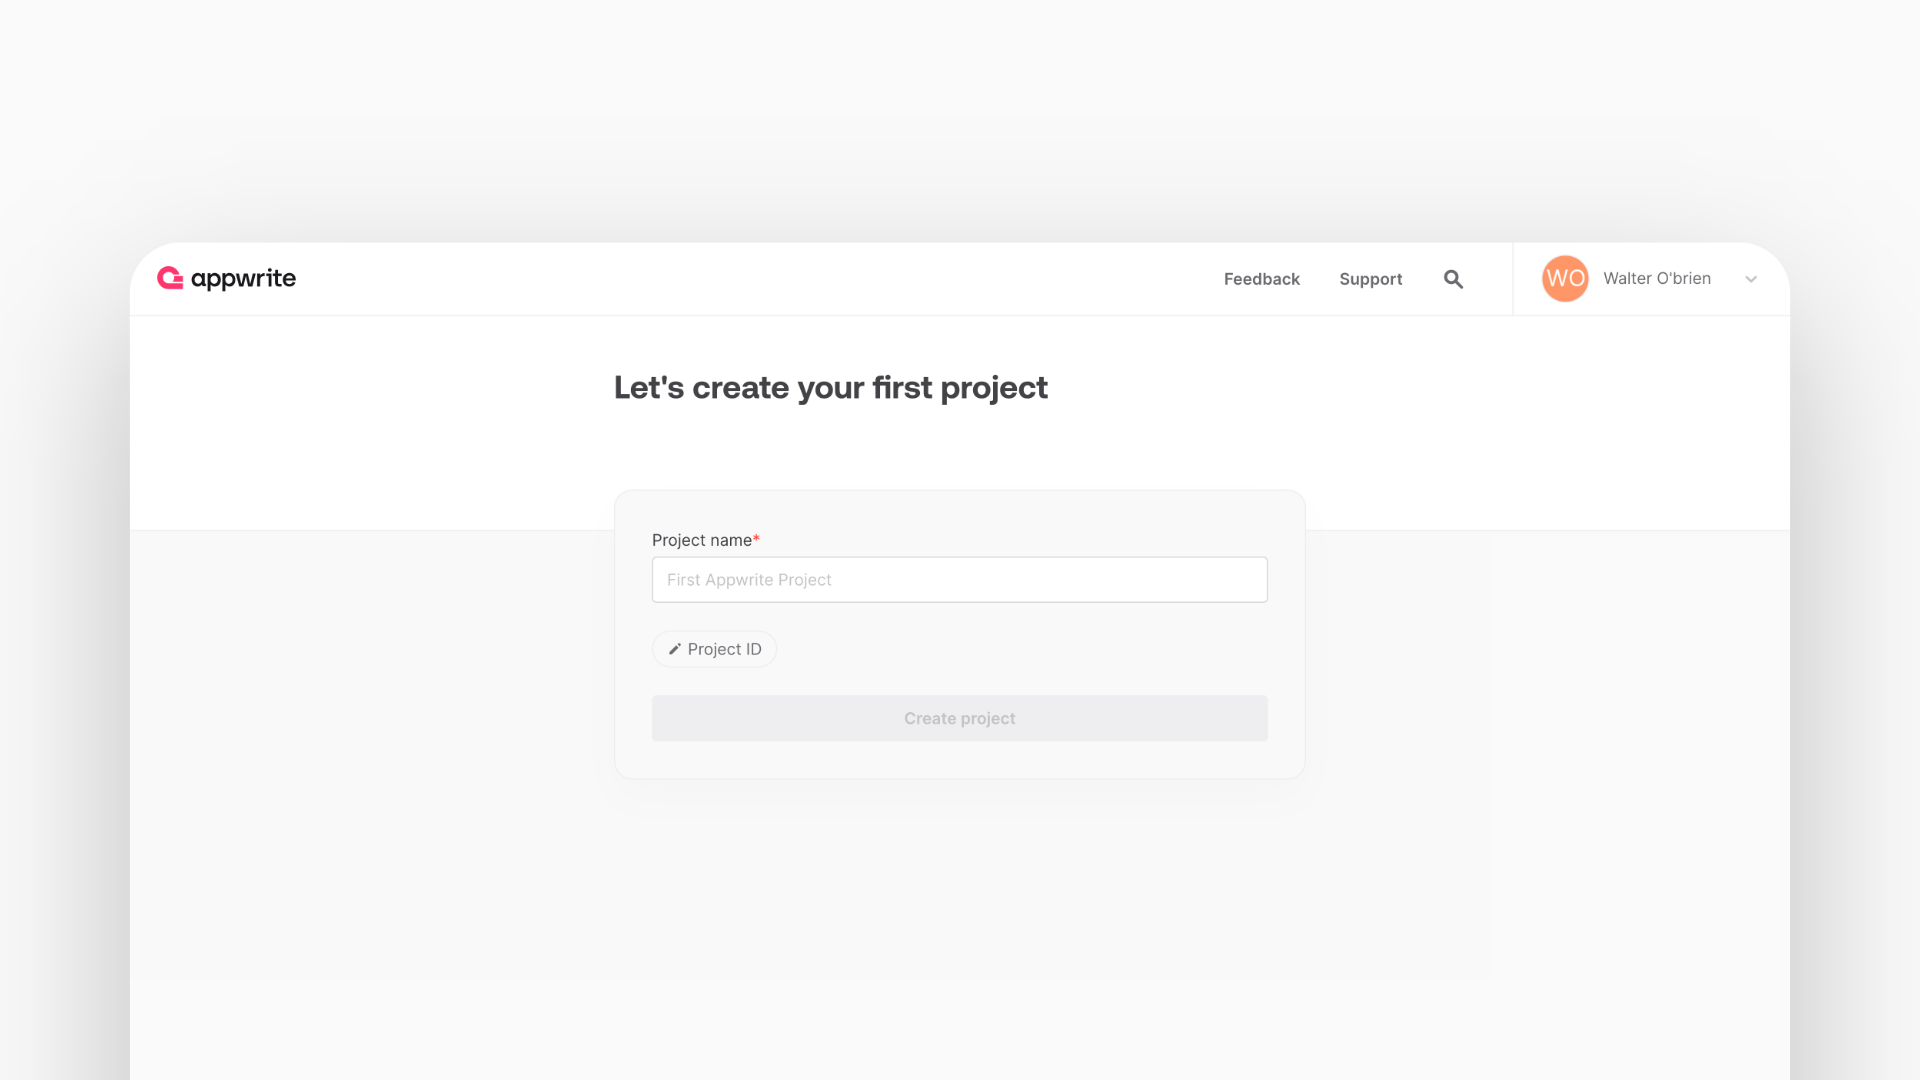 appwrite
Feedback
Support
WO
Walter O'brien
Let's create your first project
Project name*
First Appwrite Project
Project ID
Create project